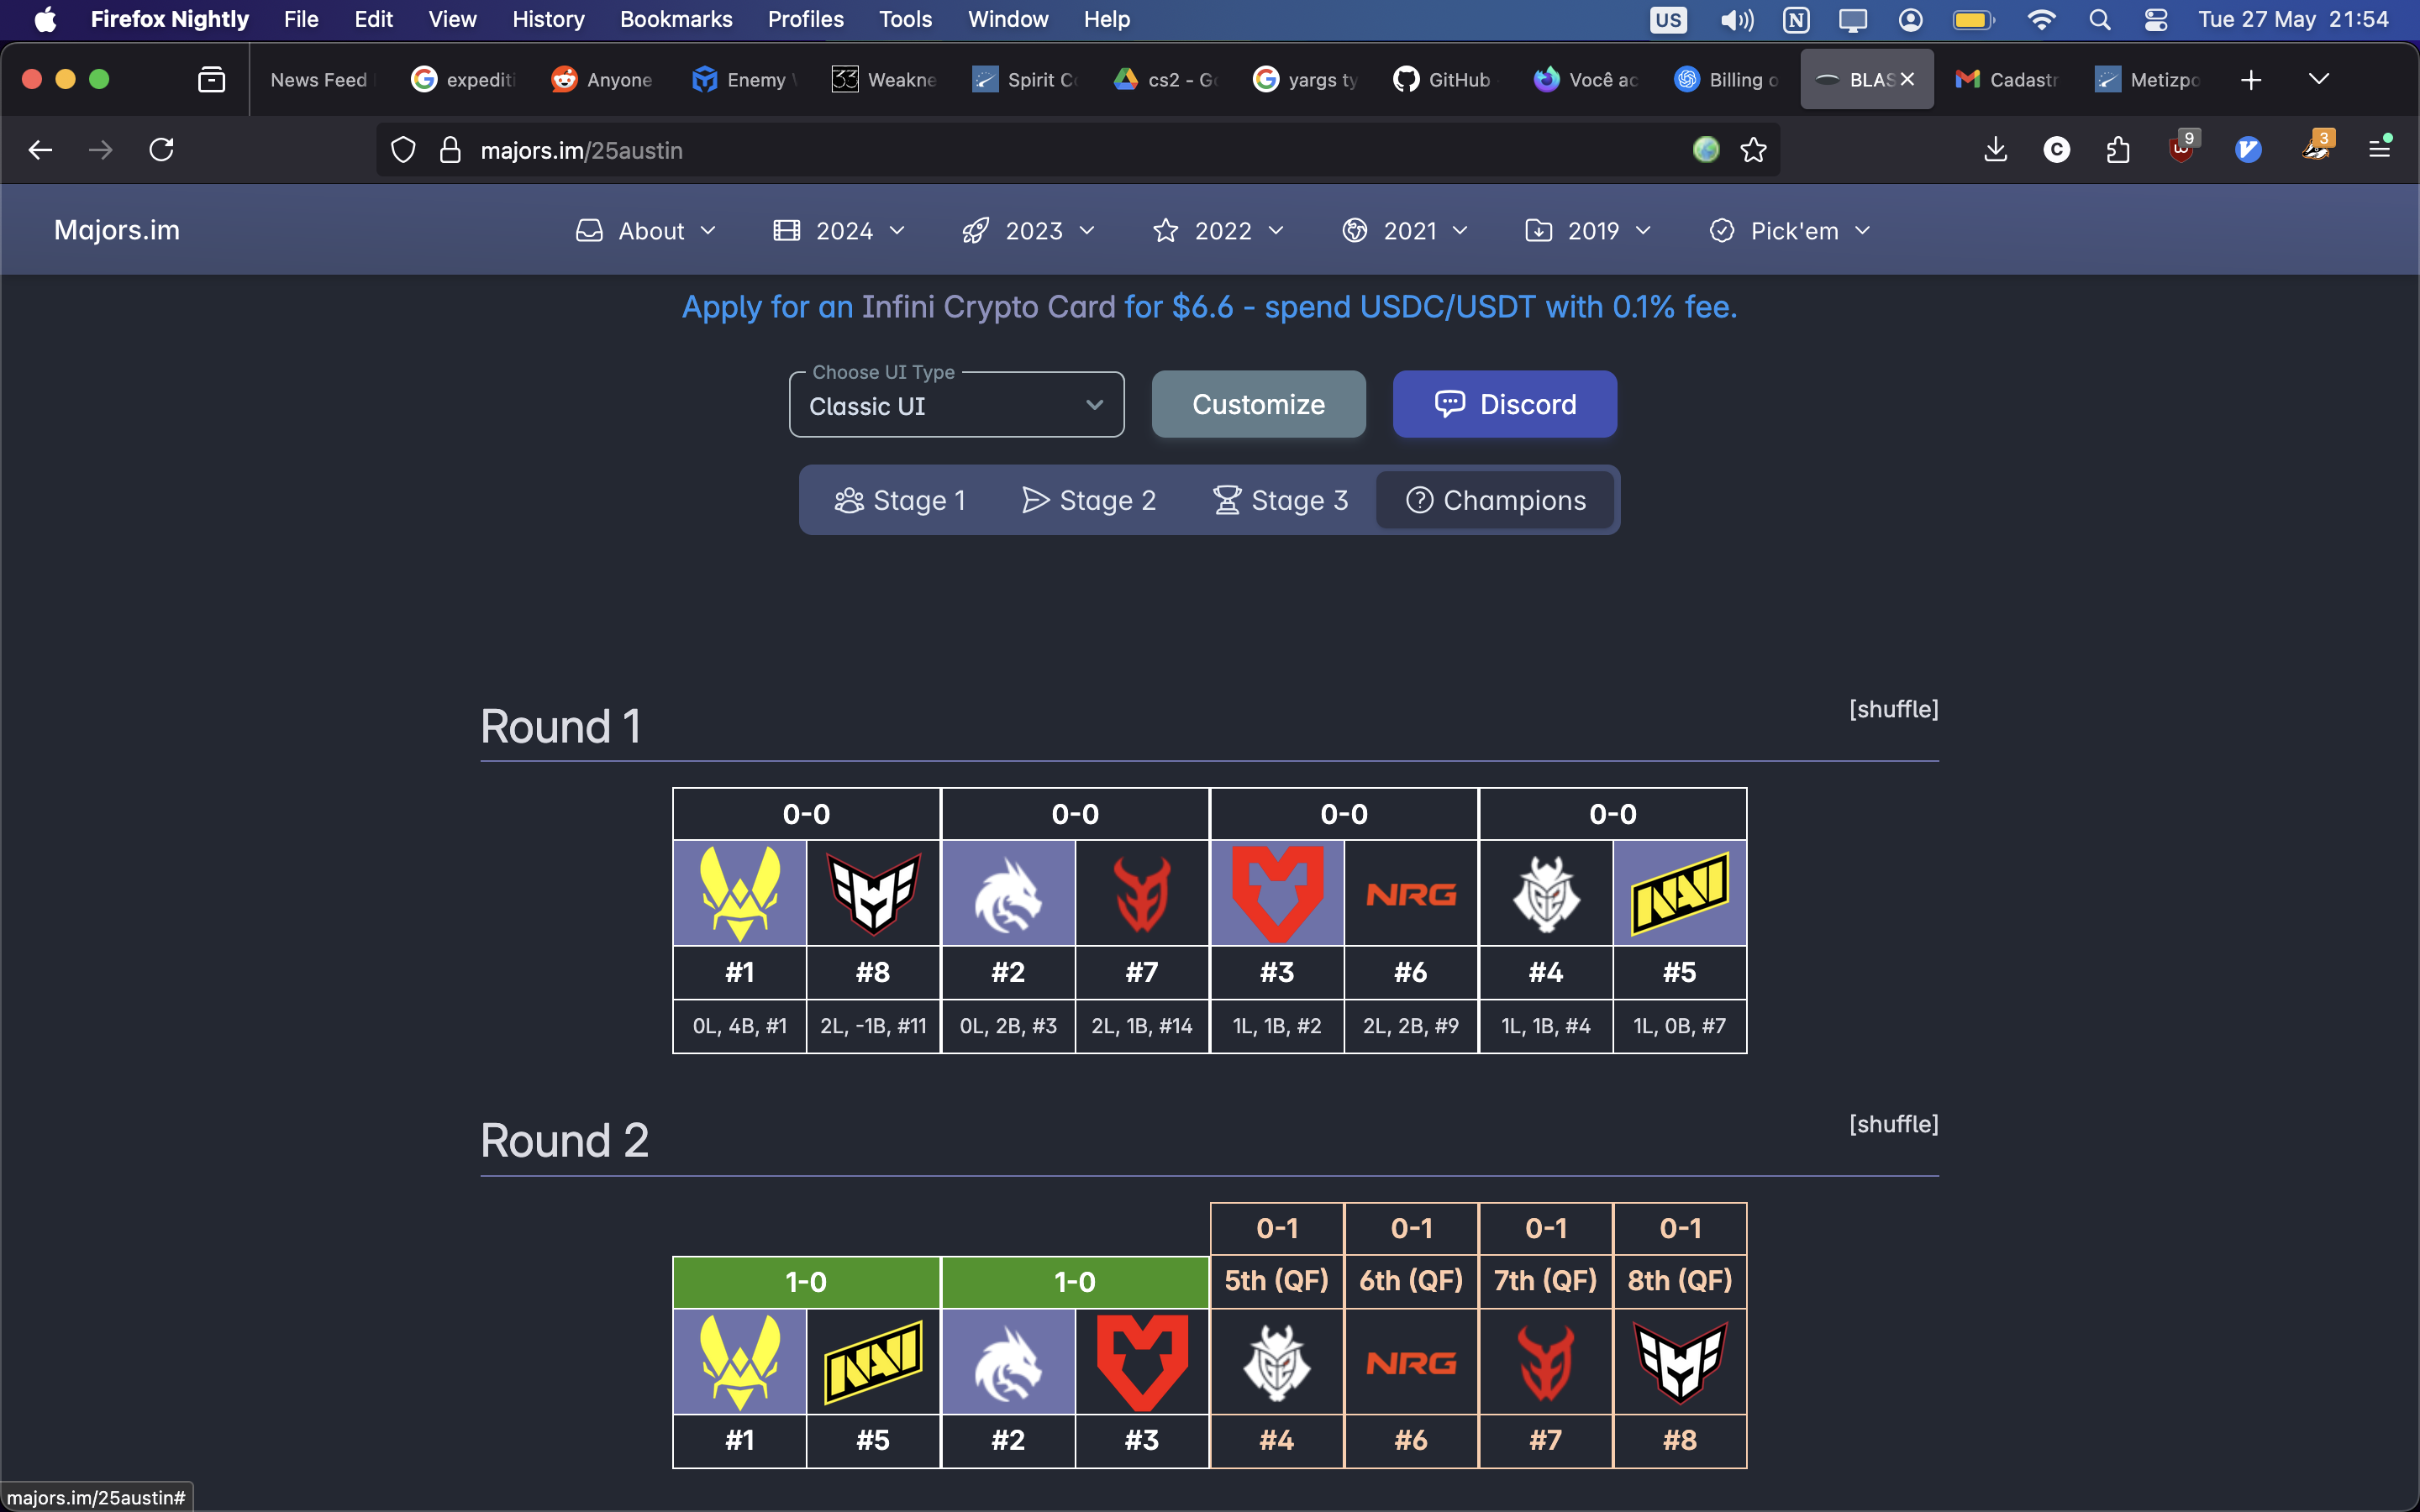 Firefox Nightly File Edit View History Bookmarks Profiles Tools Window Help US Tue 27 May 21:54
News Feed expediti Anyone Enemy Weakne Spirit Co cs2 - Go yargs ty GitHub Você ac Billing o BLAS Cadastr Metizpo
majors.im/25austin 9 3
Majors.im About 2024 2023 2022 2021 2019 Pick'em
Apply for an Infini Crypto Card for $6.6 - spend USDC/USDT with 0.1% fee.
Choose UI Type
Classic UI Customize Discord
Stage 1 Stage 2 Stage 3 Champions
Round 1 [shuffle]
0-0 0-0 0-0 0-0
NRG NAVI
#1 #8 #2 #7 #3 #6 #4 #5
0L, 4B, #1 2L, -1B, #11 0L, 2B, #3 2L, 1B, #14 1L, 1B, #2 2L, 2B, #9 1L, 1B, #4 1L, 0B, #7
Round 2 [shuffle]
0-1 0-1 0-1 0-1
1-0 1-0 5th (QF) 6th (QF) 7th (QF) 8th (QF)
NAVI NRG
#1 #5 #2 #3 #4 #6 #7 #8
majors.im/25austin#